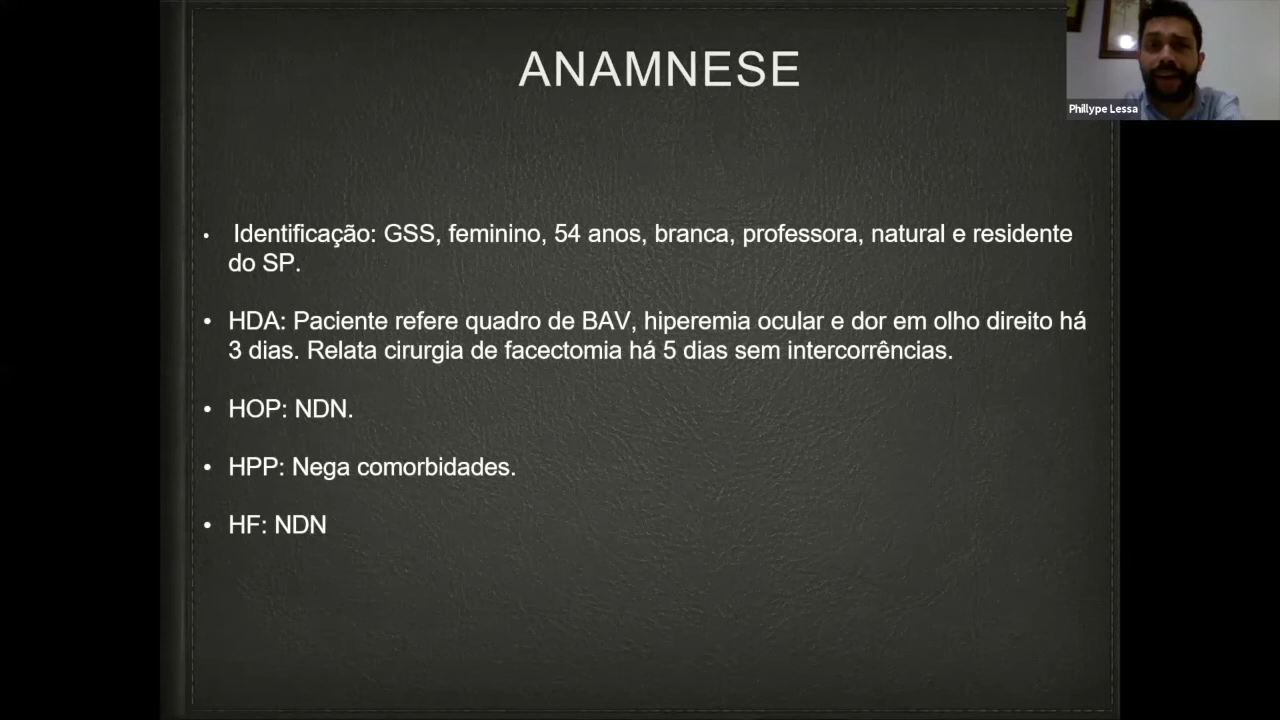 ANAMNESE
Phillype Lessa
• Identificação: GSS, feminino, 54 anos, branca, professora, natural e residente
do SP.
• HDA: Paciente refere quadro de BAV, hiperemia ocular e dor em olho direito há
3 dias. Relata cirurgia de facectomia há 5 dias sem intercorrências.
• HOP: NDN.
• HPP: Nega comorbidades.
• HF: NDN